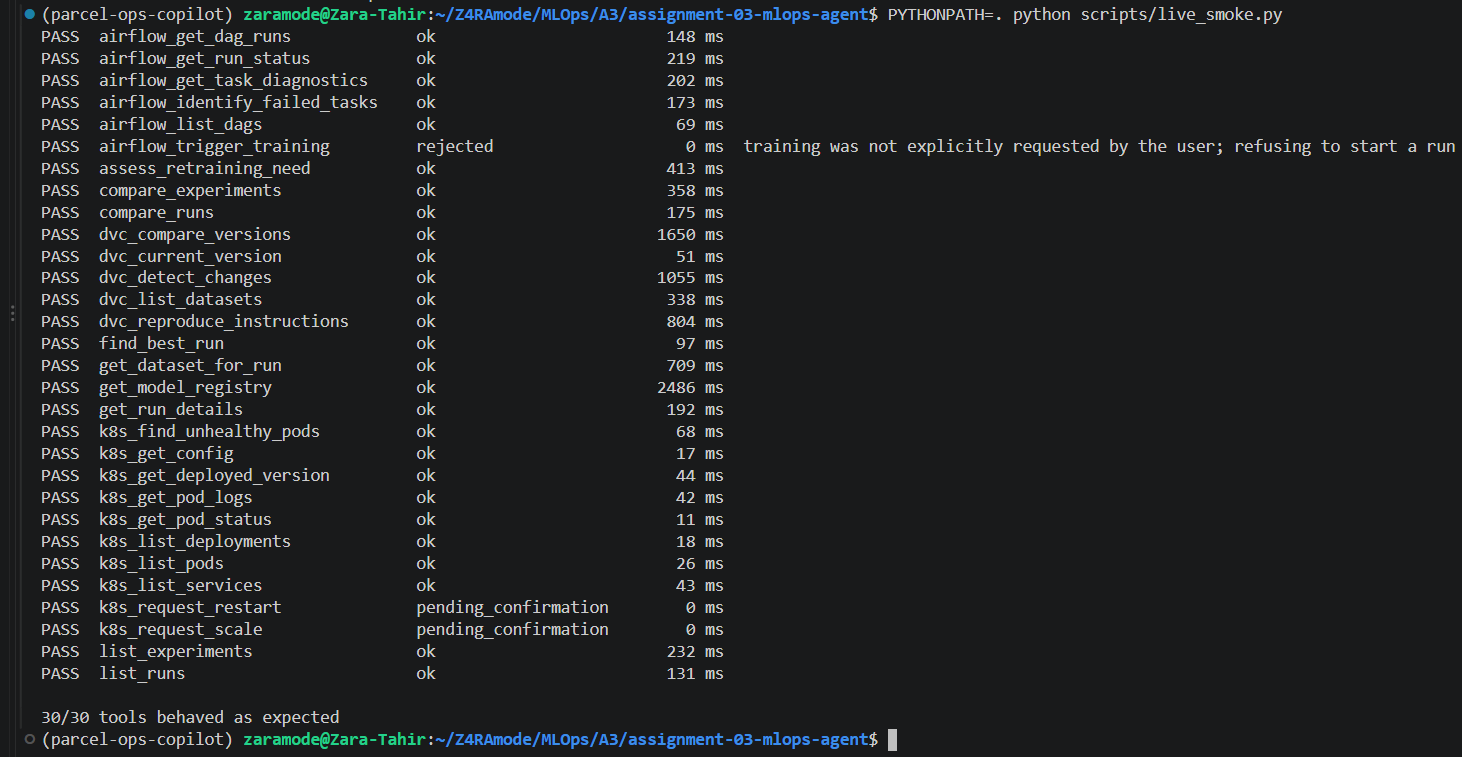 (parcel-ops-copilot) zaramode@Zara-Tahir:~/Z4RAmode/MLOps/A3/assignment-03-mlops-agent$ PYTHONPATH=. python scripts/live_smoke.py
PASS  airflow_get_dag_runs             ok                      148 ms
PASS  airflow_get_run_status           ok                      219 ms
PASS  airflow_get_task_diagnostics     ok                      202 ms
PASS  airflow_identify_failed_tasks    ok                      173 ms
PASS  airflow_list_dags                ok                       69 ms
PASS  airflow_trigger_training         rejected                  0 ms  training was not explicitly requested by the user; refusing to start a run
PASS  assess_retraining_need           ok                      413 ms
PASS  compare_experiments              ok                      358 ms
PASS  compare_runs                     ok                      175 ms
PASS  dvc_compare_versions             ok                     1650 ms
PASS  dvc_current_version              ok                       51 ms
PASS  dvc_detect_changes               ok                     1055 ms
PASS  dvc_list_datasets                ok                      338 ms
PASS  dvc_reproduce_instructions       ok                      804 ms
PASS  find_best_run                    ok                       97 ms
PASS  get_dataset_for_run              ok                      709 ms
PASS  get_model_registry               ok                     2486 ms
PASS  get_run_details                  ok                      192 ms
PASS  k8s_find_unhealthy_pods          ok                       68 ms
PASS  k8s_get_config                   ok                       17 ms
PASS  k8s_get_deployed_version         ok                       44 ms
PASS  k8s_get_pod_logs                 ok                       42 ms
PASS  k8s_get_pod_status               ok                       11 ms
PASS  k8s_list_deployments             ok                       18 ms
PASS  k8s_list_pods                    ok                       26 ms
PASS  k8s_list_services                ok                       43 ms
PASS  k8s_request_restart              pending_confirmation      0 ms
PASS  k8s_request_scale                pending_confirmation      0 ms
PASS  list_experiments                 ok                      232 ms
PASS  list_runs                        ok                      131 ms
30/30 tools behaved as expected
(parcel-ops-copilot) zaramode@Zara-Tahir:~/Z4RAmode/MLOps/A3/assignment-03-mlops-agent$